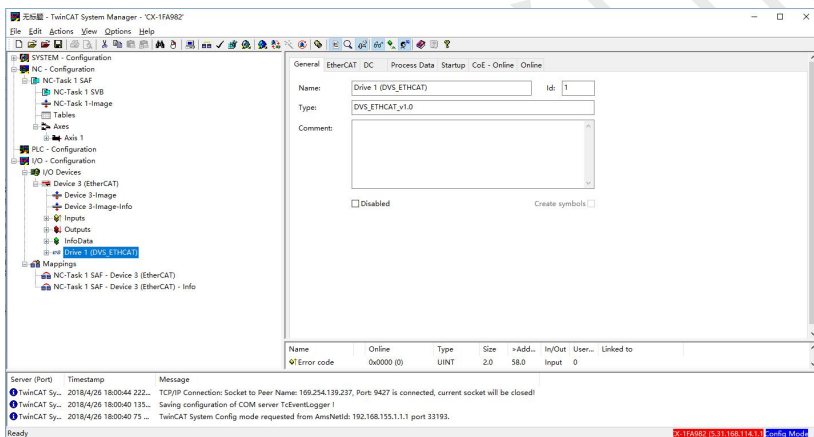 无标题 - TwinCAT System Manager - 'CX-1FA982'
File Edit Actions View Options Help
SYSTEM - Configuration
NC - Configuration
NC-Task 1 SAF
NC-Task 1 SVB
NC-Task 1-Image
Tables
Axes
Axis 1
PLC - Configuration
I/O - Configuration
I/O Devices
Device 3 (EtherCAT)
Device 3-Image
Device 3-Image-Info
Inputs
Outputs
InfoData
Drive 1 (DVS_ETHCAT)
Mappings
NC-Task 1 SAF - Device 3 (EtherCAT)
NC-Task 1 SAF - Device 3 (EtherCAT) - Info
General EtherCAT DC Process Data Startup CoE - Online Online
Name: Drive 1 (DVS_ETHCAT) Id: 1
Type: DVS_ETHCAT_v1.0
Comment:
Disabled Create symbols
Name Online Type Size >Add... In/Out User... Linked to
Error code 0x0000 (0) UINT 2.0 58.0 Input 0
Server (Port) Timestamp Message
TwinCAT Sy... 2018/4/26 18:00:44 222... TCP/IP Connection: Socket to Peer Name: 169.254.139.237, Port: 9427 is connected, current socket will be closed!
TwinCAT Sy... 2018/4/26 18:00:40 135... Saving configuration of COM server TcEventLogger !
TwinCAT Sy... 2018/4/26 18:00:40 75 ... TwinCAT System Config mode requested from AmsNetId: 192.168.155.1.1.1 port 33193.
Ready CX-1FA982 (5.31.168.114.1.1 Config Mode